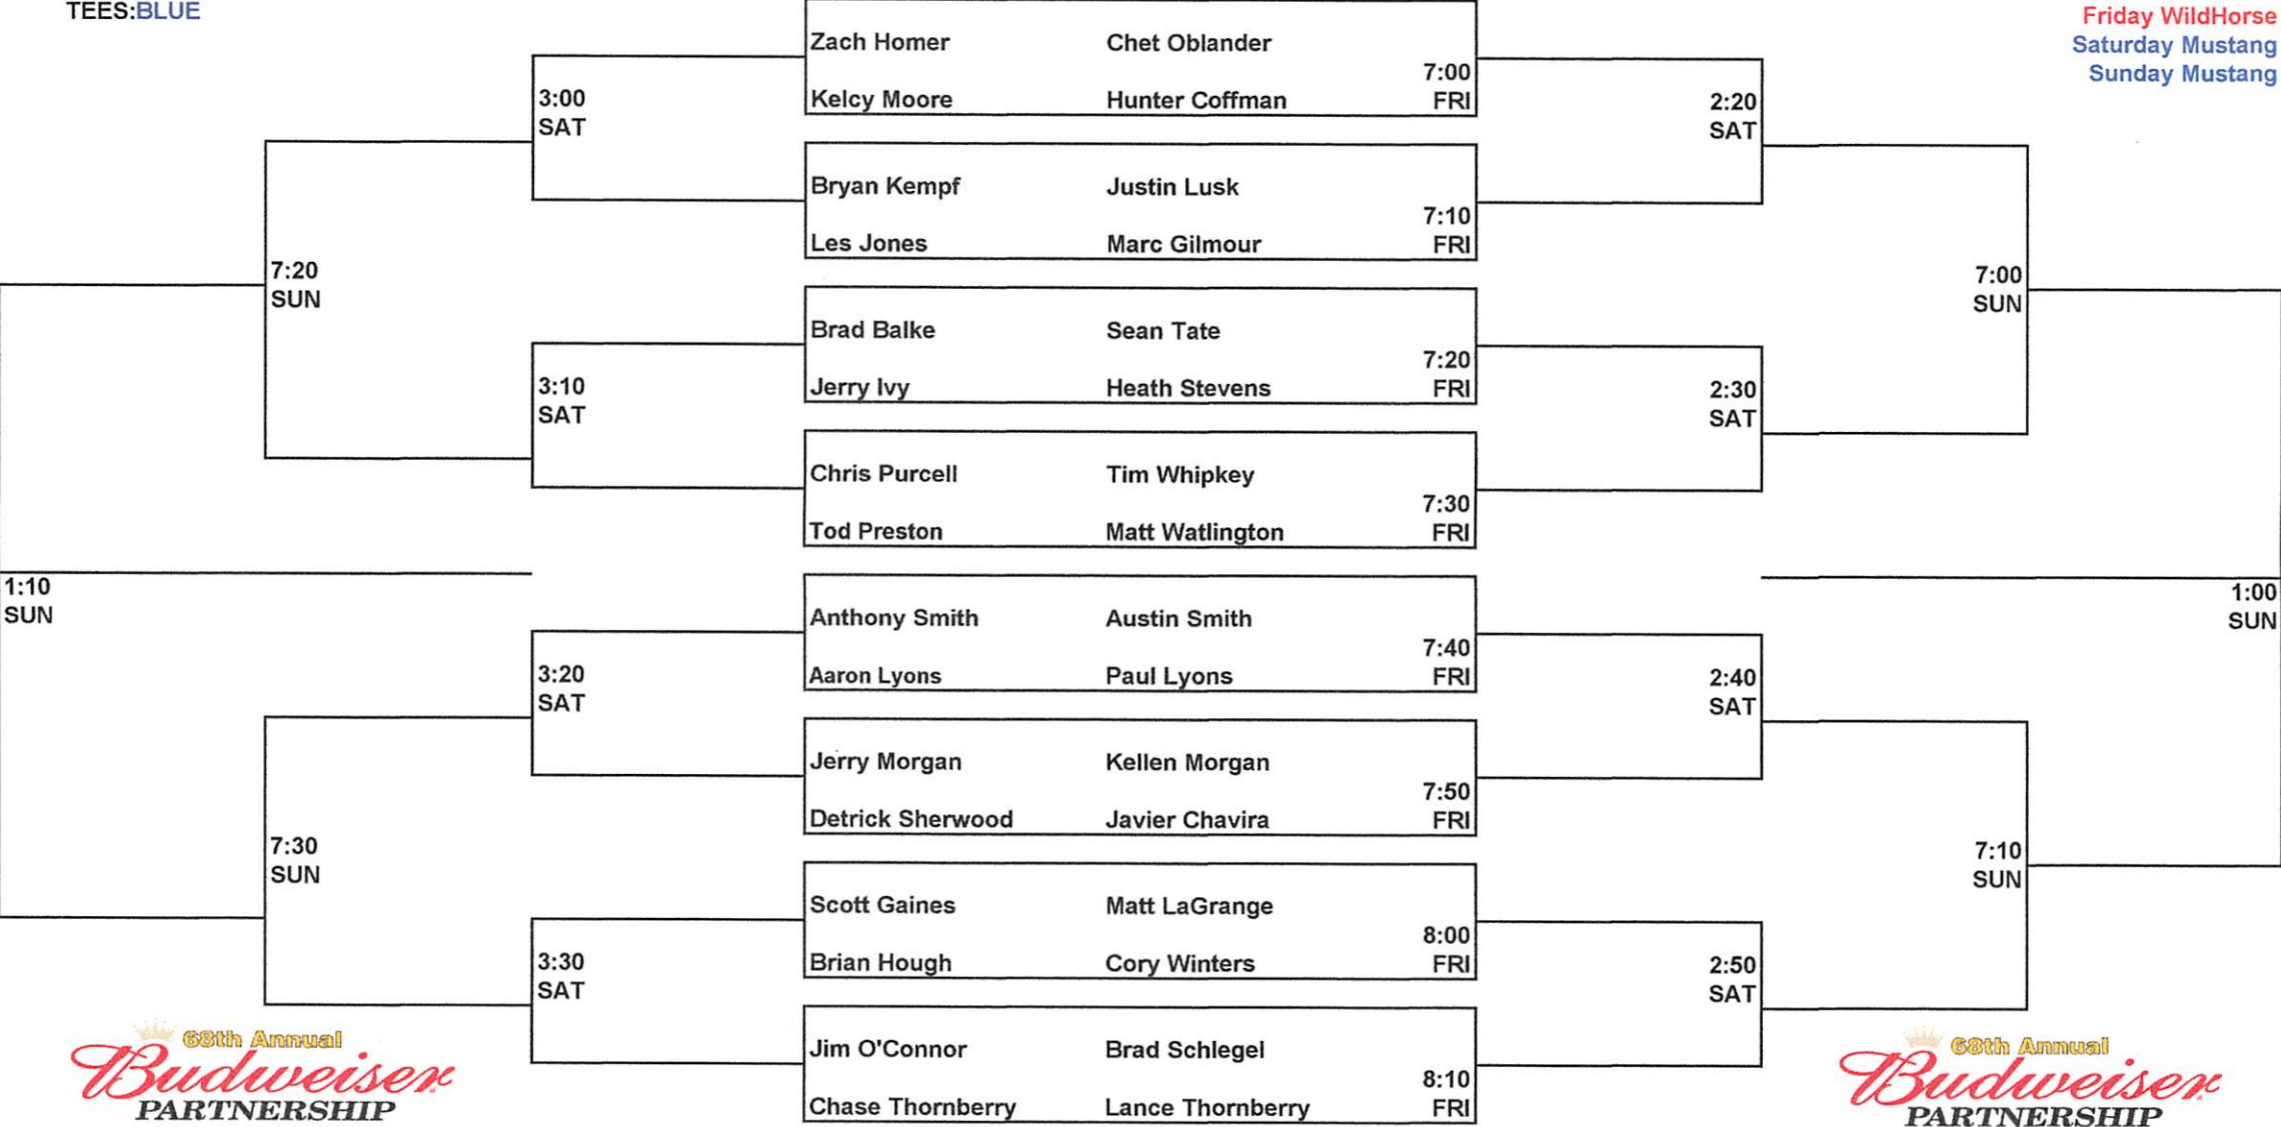 TEES:BLUE
Friday WildHorse
Saturday Mustang
Sunday Mustang
Zach Homer Chet Oblander
7:00
Kelcy Moore Hunter Coffman FRI
3:00
SAT
2:20
SAT
Bryan Kempf Justin Lusk
7:10
Les Jones Marc Gilmour FRI
7:20
SUN
7:00
SUN
Brad Balke Sean Tate
7:20
Jerry Ivy Heath Stevens FRI
3:10
SAT
2:30
SAT
Chris Purcell Tim Whipkey
7:30
Tod Preston Matt Watlington FRI
1:10
SUN
1:00
SUN
Anthony Smith Austin Smith
7:40
Aaron Lyons Paul Lyons FRI
3:20
SAT
2:40
SAT
Jerry Morgan Kellen Morgan
7:50
Detrick Sherwood Javier Chavira FRI
7:30
SUN
7:10
SUN
Scott Gaines Matt LaGrange
8:00
Brian Hough Cory Winters FRI
3:30
SAT
2:50
SAT
Jim O'Connor Brad Schlegel
8:10
Chase Thornberry Lance Thornberry FRI
68th Annual
Budweiser
PARTNERSHIP
68th Annual
Budweiser
PARTNERSHIP